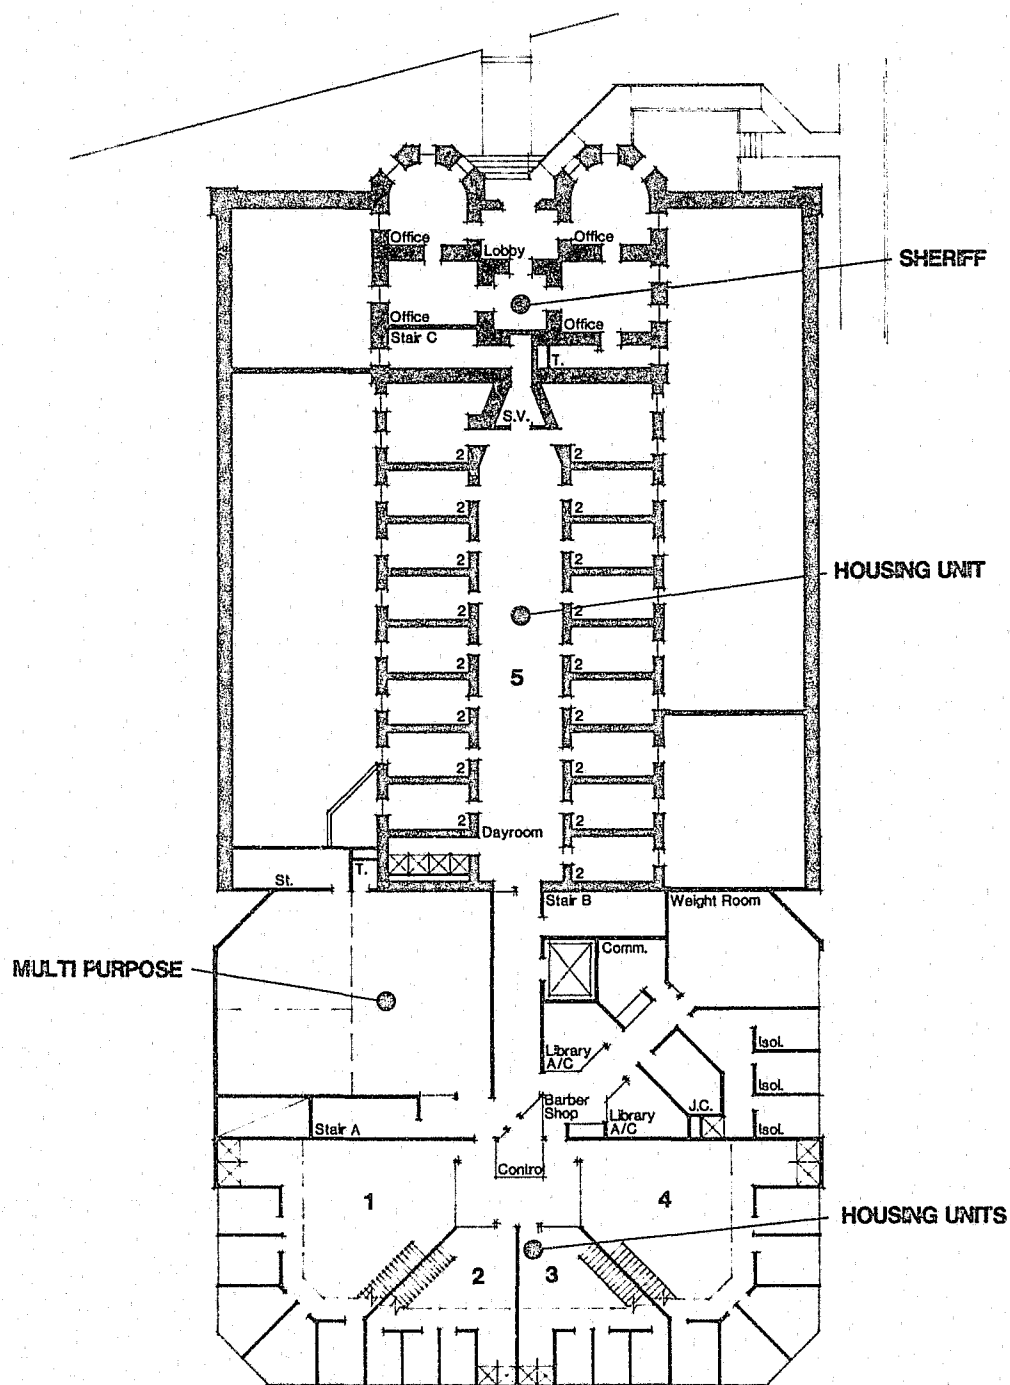 Office
Office
Lobby
SHERIFF
Office
Office
Stair C
T.
S.V.
2
2
2
2
2
2
HOUSING UNIT
2
2
2
2
5
2
2
2
2
2
2
Dayroom
2
2
T.
St.
Stair B
Weight Room
Comm.
MULTI PURPOSE
Library
A/C
Isol.
Isol.
Barber
Shop
Library
A/C
J.C.
Isol.
Stair A
Control
1
4
HOUSING UNITS
2
3